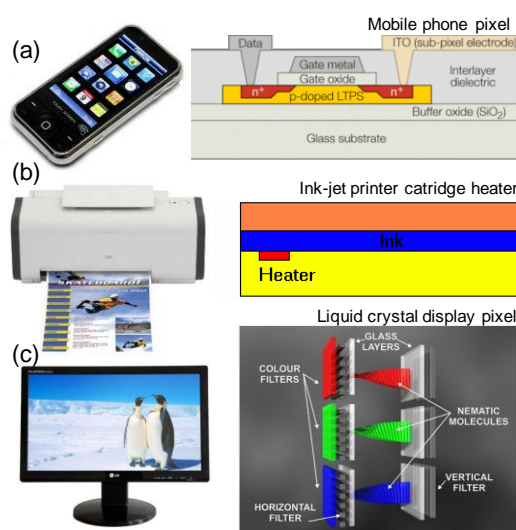 (a)
Mobile phone pixel
Data
ITO (sub-pixel electrode)
Gate metal
Gate oxide
Interlayer
dielectric
n⁺
n⁺
p-doped LTPS
Buffer oxide (SiO₂)
Glass substrate
(b)
Ink-jet printer catridge heater
SKATEBOARDING
Ink
Heater
(c)
Liquid crystal display pixel
GLASS
LAYERS
COLOUR
FILTERS
NEMATIC
MOLECULES
HORIZONTAL
FILTER
VERTICAL
FILTER
LG